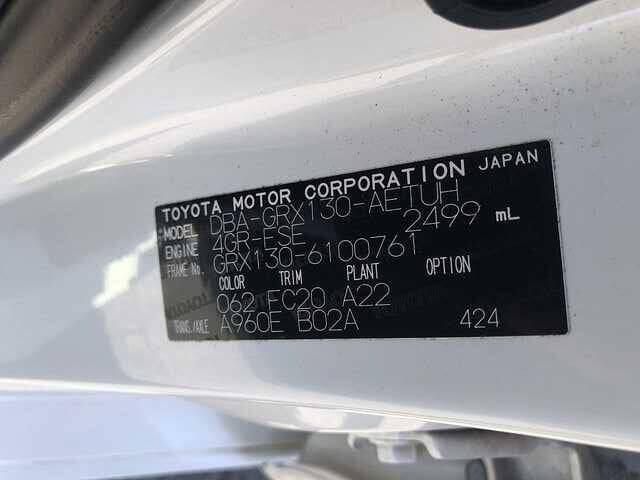 TOYOTA MOTOR CORPORATION JAPAN
MODEL DBA-GRX130-AETUH
ENGINE 4GR-FSE 2499 mL
FRAME No. GRX130-6100761
COLOR TRIM PLANT OPTION
062 FC20 A22
TRANS./AXLE A960E B02A 424